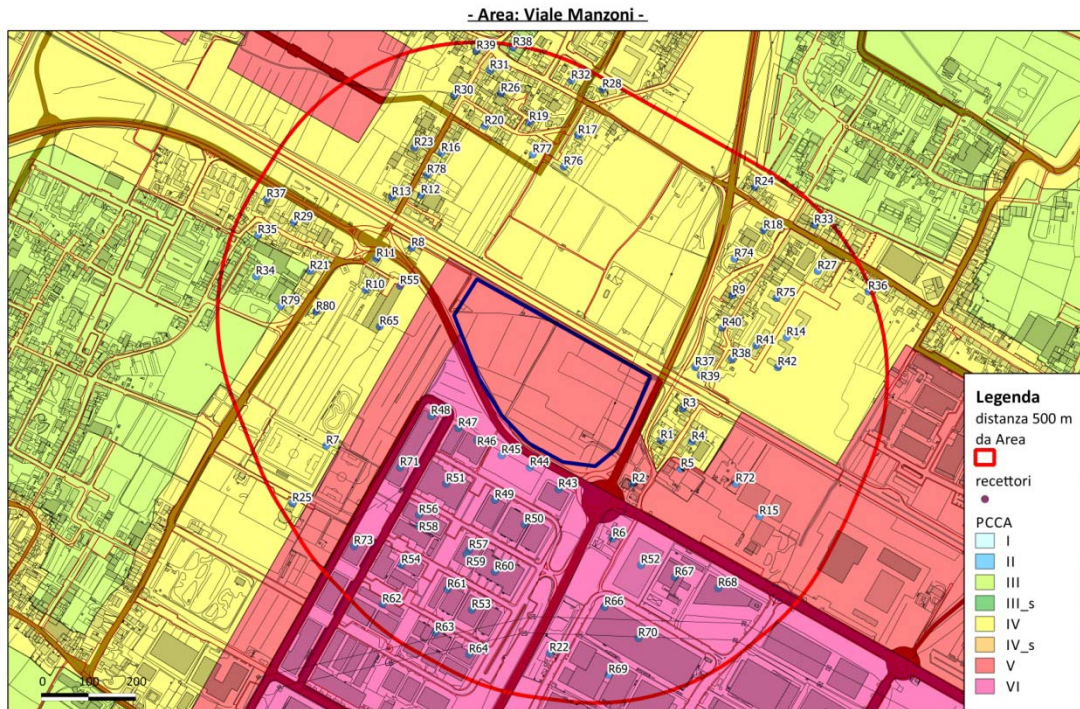 - Area: Viale Manzoni -
R39 R38
R31 R32
R30 R26 R28
R20 R19 R17
R23 R16 R77 R76
R78
R13 R12 R24
R37 R29 R18 R33
R35 R11 R8 R74
R34 R21 R10 R55 R27 R36
R79 R80 R65 R9 R75
R40 R14
R41
R37 R38 R42
R39
R48 R47 R3
R7 R46 R45 R1 R4
R71 R44 R5
R51 R43 R2 R72
R25 R49
R56 R50 R15
R58 R6
R73 R57
R54 R59 R60 R52 R67
R61 R68
R62 R53 R66
R63 R70
R64 R22
R69
0 100 200
Legenda
distanza 500 m
da Area
recettori
PCCA
I
II
III
III_s
IV
IV_s
V
VI